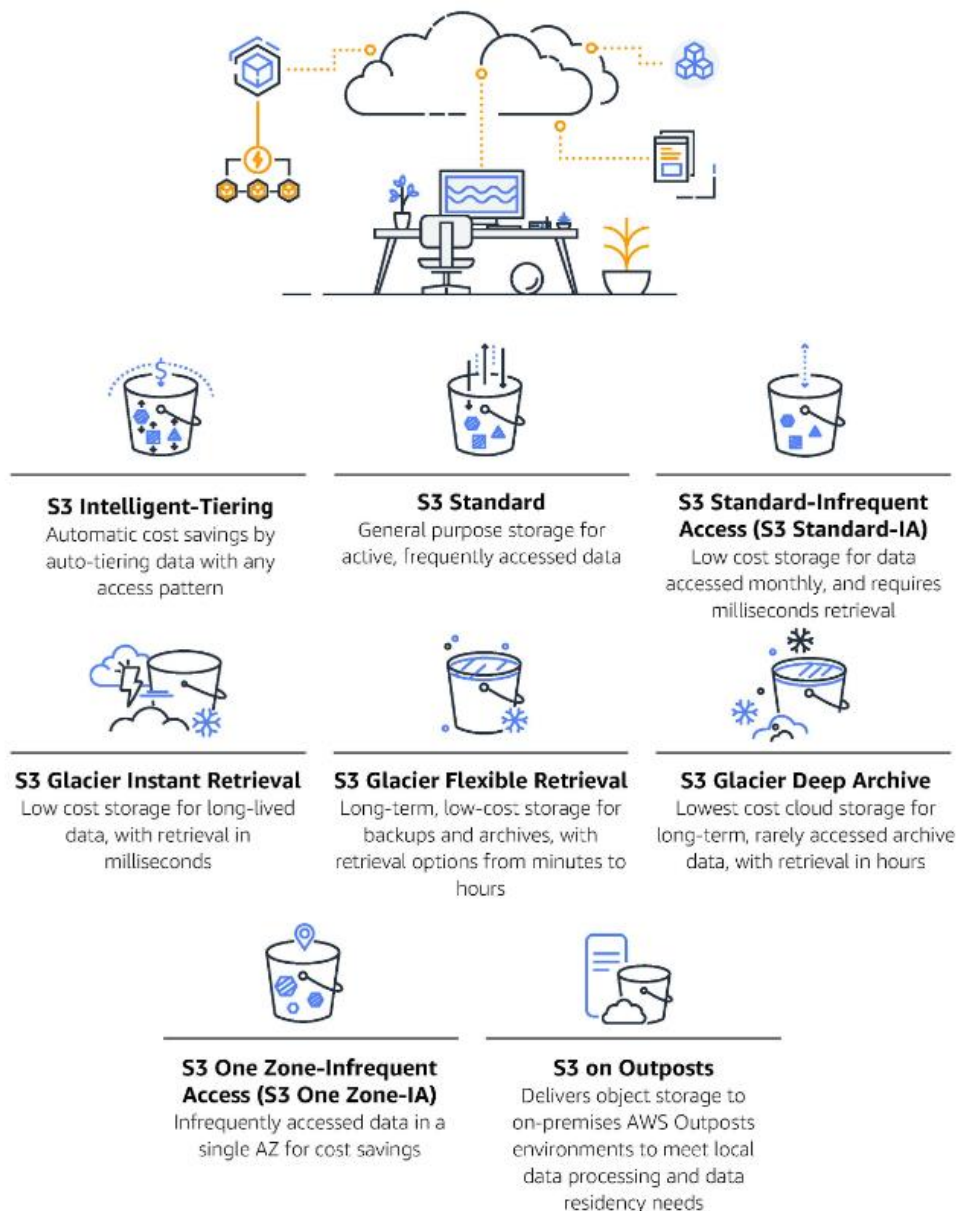 $
S3 Intelligent-Tiering
Automatic cost savings by
auto-tiering data with any
access pattern
S3 Standard
General purpose storage for
active, frequently accessed data
S3 Standard-Infrequent
Access (S3 Standard-IA)
Low cost storage for data
accessed monthly, and requires
milliseconds retrieval
S3 Glacier Instant Retrieval
Low cost storage for long-lived
data, with retrieval in
milliseconds
S3 Glacier Flexible Retrieval
Long-term, low-cost storage for
backups and archives, with
retrieval options from minutes to
hours
S3 Glacier Deep Archive
Lowest cost cloud storage for
long-term, rarely accessed archive
data, with retrieval in hours
S3 One Zone-Infrequent
Access (S3 One Zone-IA)
Infrequently accessed data in a
single AZ for cost savings
S3 on Outposts
Delivers object storage to
on-premises AWS Outposts
environments to meet local
data processing and data
residency needs